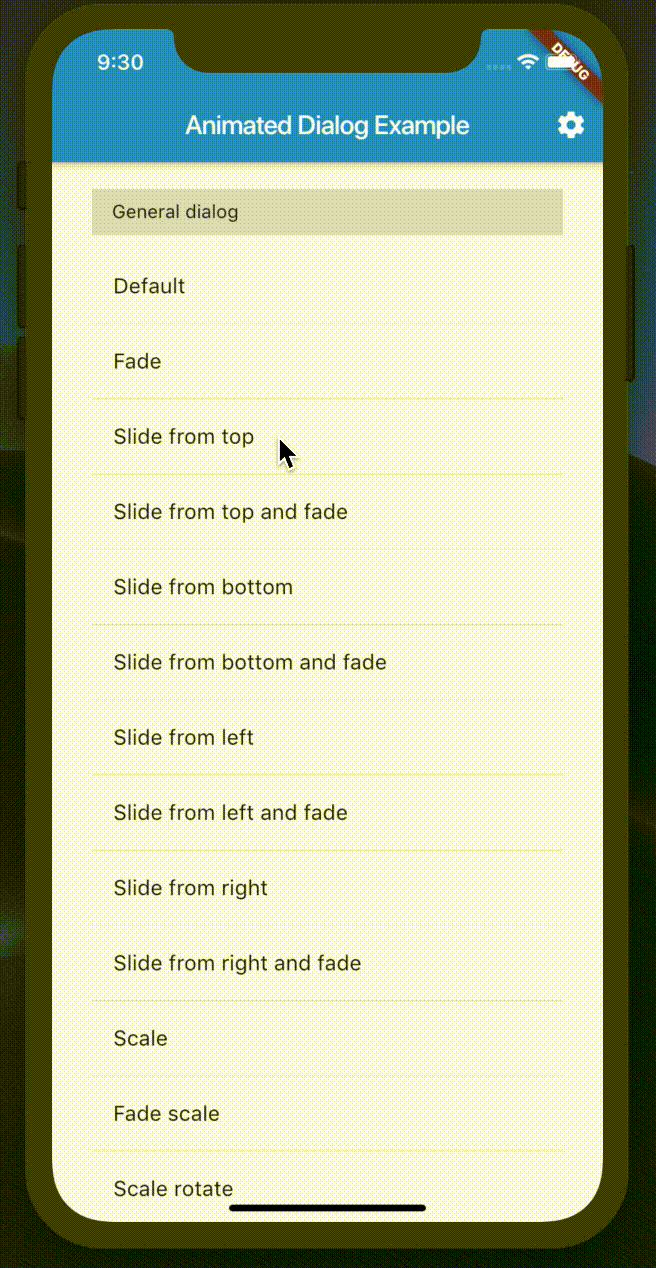 9:30
DEBUG
Animated Dialog Example
General dialog
Default
Fade
Slide from top
Slide from top and fade
Slide from bottom
Slide from bottom and fade
Slide from left
Slide from left and fade
Slide from right
Slide from right and fade
Scale
Fade scale
Scale rotate